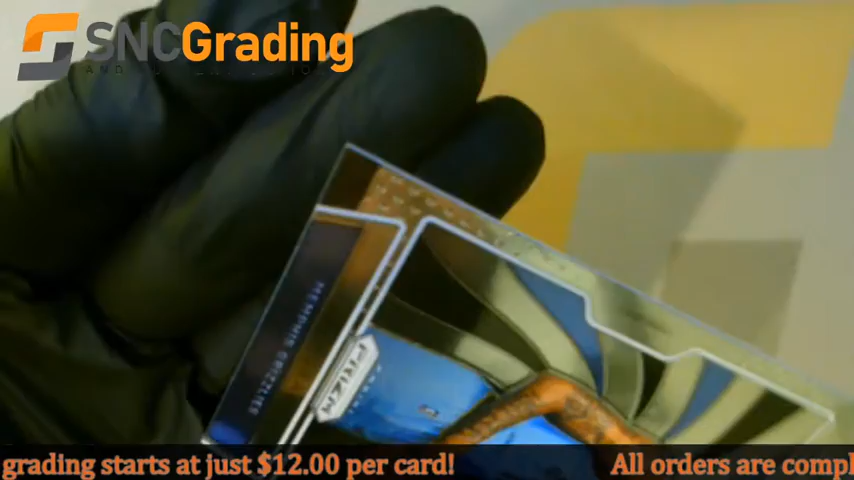 SNCGrading
MEMPHIS GRIZZLIES
PRIZM
grading starts at just $12.00 per card!
All orders are compl